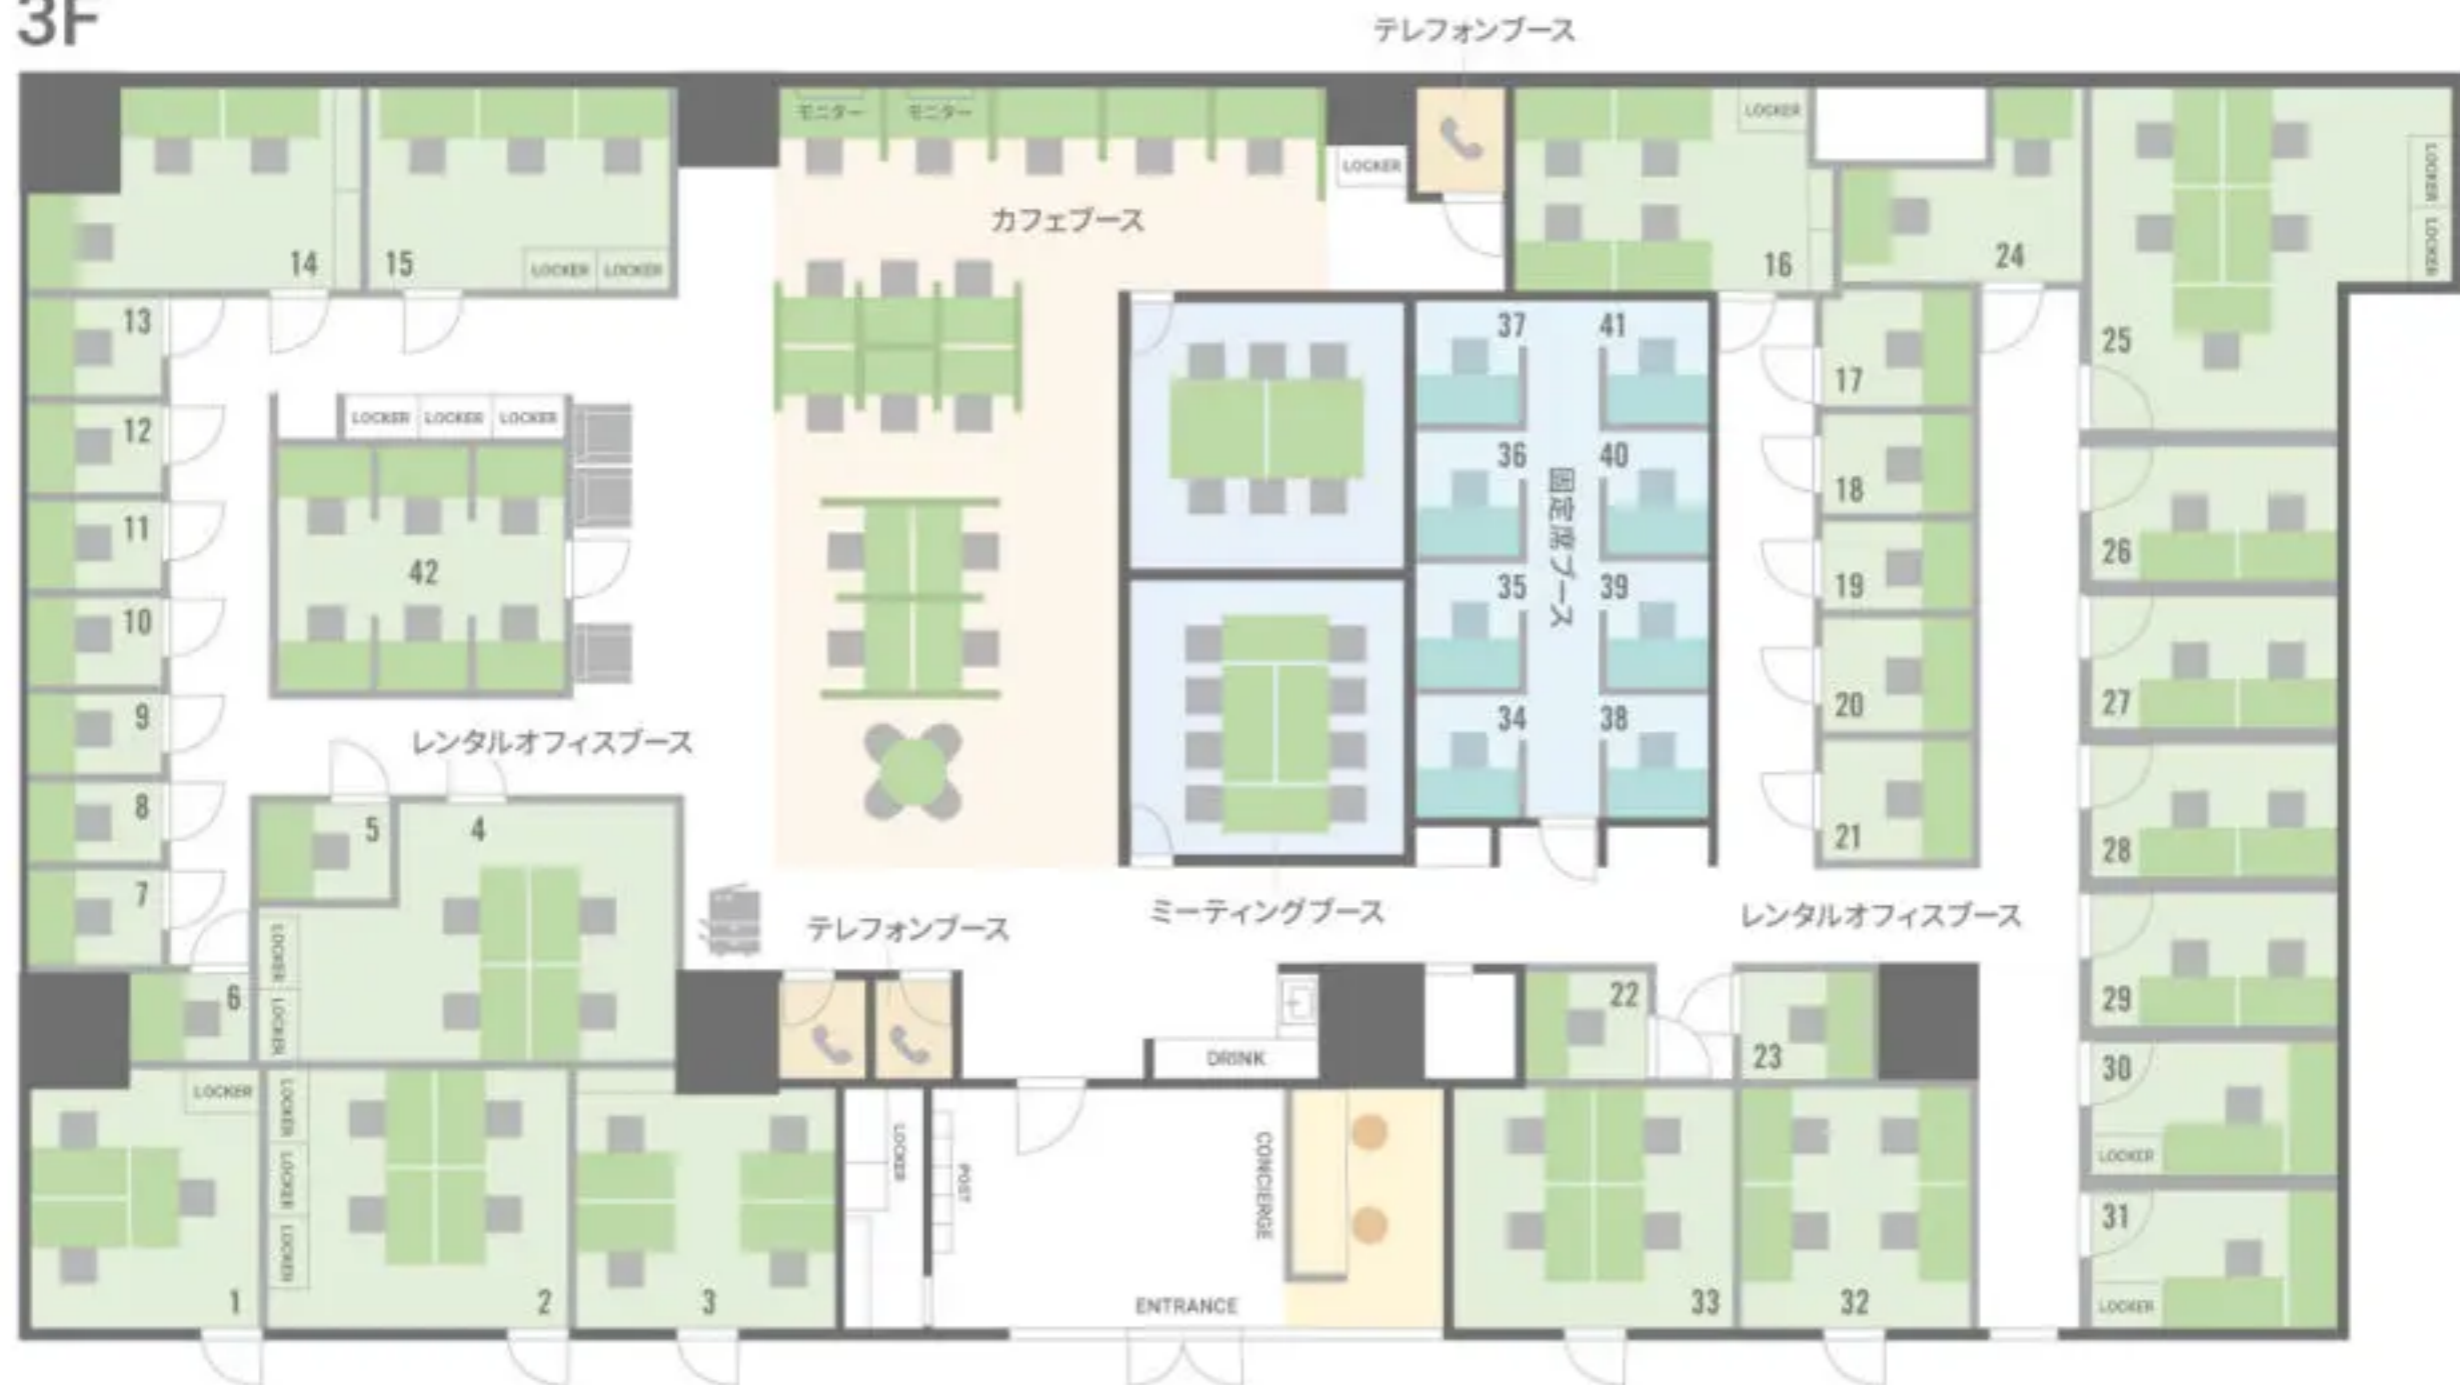 3F
テレフォンブース
モニター
モニター
LOCKER
LOCKER
カフェブース
LOCKER
LOCKER
14
15
LOCKER
LOCKER
16
24
25
13
12
11
10
9
8
7
LOCKER
LOCKER
LOCKER
42
レンタルオフィスブース
37
41
36
40
35
39
34
38
固定席ブース
17
18
19
20
21
26
27
28
29
30
LOCKER
31
LOCKER
5
4
LOCKER
LOCKER
6
テレフォンブース
ミーティングブース
レンタルオフィスブース
22
23
DRINK
LOCKER
1
LOCKER
LOCKER
LOCKER
2
3
LOCKER
POST
CONCIERGE
ENTRANCE
33
32